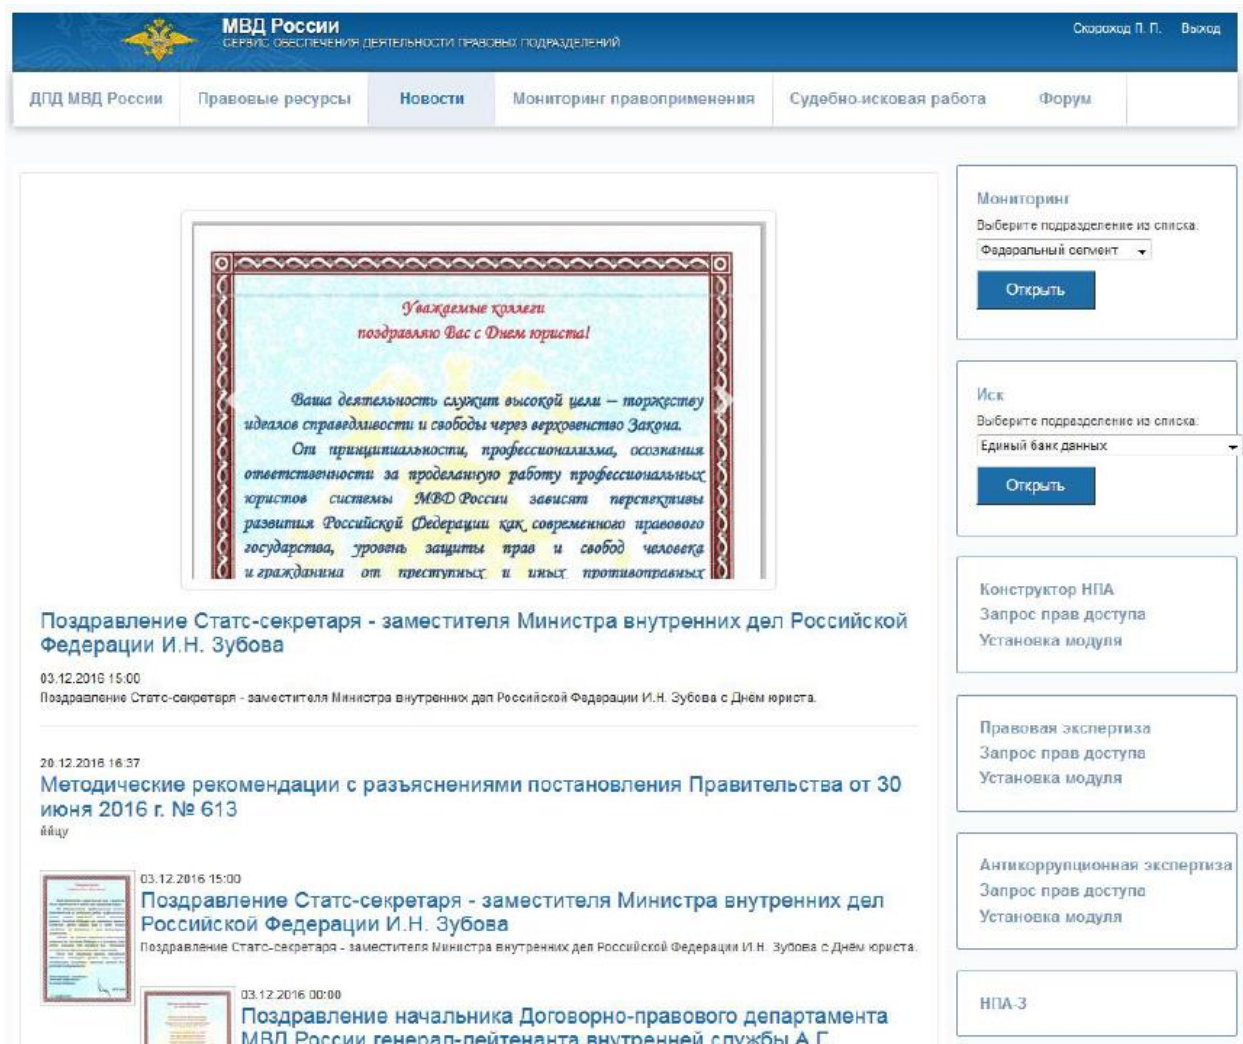 МВД России
СЕРВИС ОБЕСПЕЧЕНИЯ ДЕЯТЕЛЬНОСТИ ПРАВОВЫХ ПОДРАЗДЕЛЕНИЙ
Скороход П. П. Выход
ДПД МВД России Правовые ресурсы Новости Мониторинг правоприменения Судебно-исковая работа Форум
Уважаемые коллеги
поздравляю Вас с Днем юриста!
Ваша деятельность служит высокой цели – торжеству
идеалов справедливости и свободы через верховенство Закона.
От принципиальности, профессионализма, осознания
ответственности за проделанную работу профессиональных
юристов системы МВД России зависят перспективы
развития Российской Федерации как современного правового
государства, уровень защиты прав и свобод человека
и гражданина от преступных и иных противоправных
Поздравление Статс-секретаря - заместителя Министра внутренних дел Российской
Федерации И.Н. Зубова
03.12.2016 15:00
Поздравление Статс-секретаря - заместителя Министра внутренних дел Российской Федерации И.Н. Зубова с Днём юриста.
20.12.2016 16:37
Методические рекомендации с разъяснениями постановления Правительства от 30
июня 2016 г. № 613
ййцу
03.12.2016 15:00
Поздравление Статс-секретаря - заместителя Министра внутренних дел
Российской Федерации И.Н. Зубова
Поздравление Статс-секретаря - заместителя Министра внутренних дел Российской Федерации И.Н. Зубова с Днём юриста.
03.12.2016 00:00
Поздравление начальника Договорно-правового департамента
МВД России генерал-лейтенанта внутренней службы А.Г.
Мониторинг
Выберите подразделение из списка:
Федеральный сегмент
Открыть
Иск
Выберите подразделение из списка:
Единый банк данных
Открыть
Конструктор НПА
Запрос прав доступа
Установка модуля
Правовая экспертиза
Запрос прав доступа
Установка модуля
Антикоррупционная экспертиза
Запрос прав доступа
Установка модуля
НПА-3